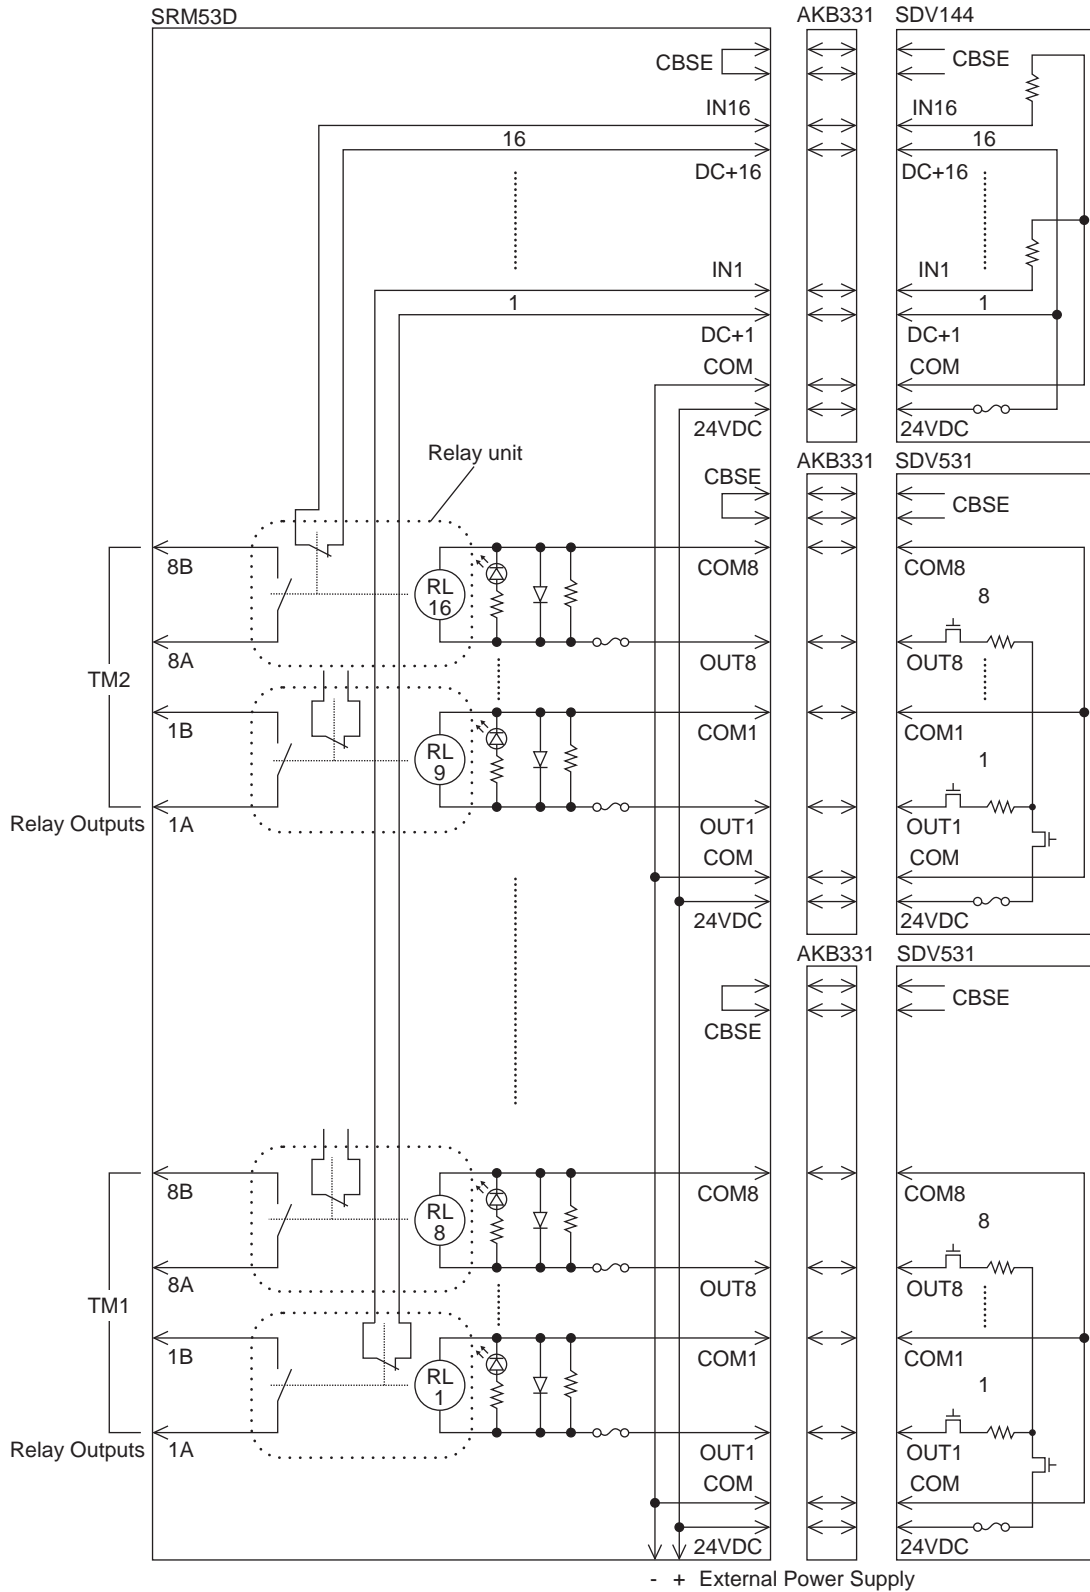 SRM53D
AKB331
SDV144
CBSE
CBSE
IN16
IN16
16
16
DC+16
DC+16
IN1
IN1
1
1
DC+1
DC+1
COM
COM
24VDC
24VDC
Relay unit
AKB331
SDV531
CBSE
CBSE
8B
RL
16
COM8
COM8
8
8A
OUT8
OUT8
TM2
1B
RL
9
COM1
COM1
1
Relay Outputs
1A
OUT1
OUT1
COM
COM
24VDC
24VDC
AKB331
SDV531
CBSE
CBSE
8B
RL
8
COM8
COM8
8
8A
OUT8
OUT8
TM1
1B
RL
1
COM1
COM1
1
Relay Outputs
1A
OUT1
OUT1
COM
COM
24VDC
24VDC
- + External Power Supply